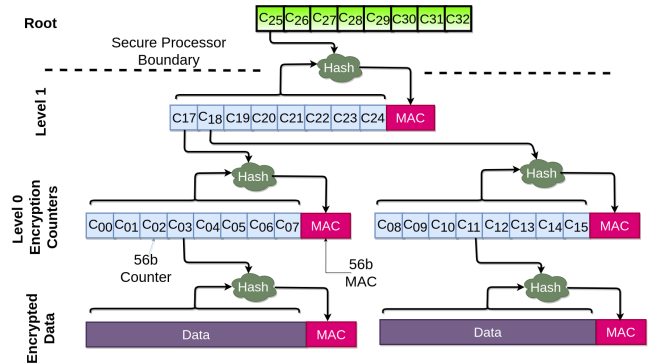 Root
C25 C26 C27 C28 C29 C30 C31 C32
Secure Processor
Boundary
Hash
Level 1
C17 C18 C19 C20 C21 C22 C23 C24 MAC
Hash
Hash
Level 0
Encryption
Counters
C00 C01 C02 C03 C04 C05 C06 C07 MAC
C08 C09 C10 C11 C12 C13 C14 C15 MAC
56b
Counter
56b
MAC
Hash
Hash
Encrypted
Data
Data MAC
Data MAC